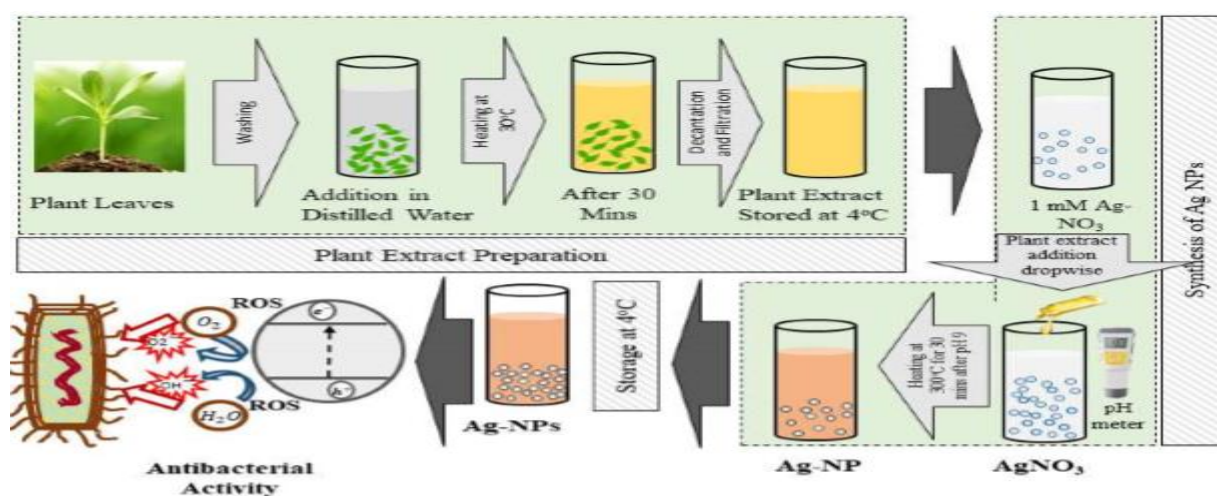 Plant Leaves
Washing
Addition in
Distilled Water
Heating at
30°C
After 30
Mins
Decantation
and Filtration
Plant Extract
Stored at 4°C
Plant Extract Preparation
1 mM Ag-
NO₃
Synthesis of Ag NPs
Plant extract
addition
dropwise
pH
meter
AgNO₃
Heating at
300°C for 30
mins after pH 9
Ag-NP
Storage at 4°C
Ag-NPs
ROS
O₂
O2
e⁻
h⁺
OH
H₂O
ROS
Antibacterial
Activity